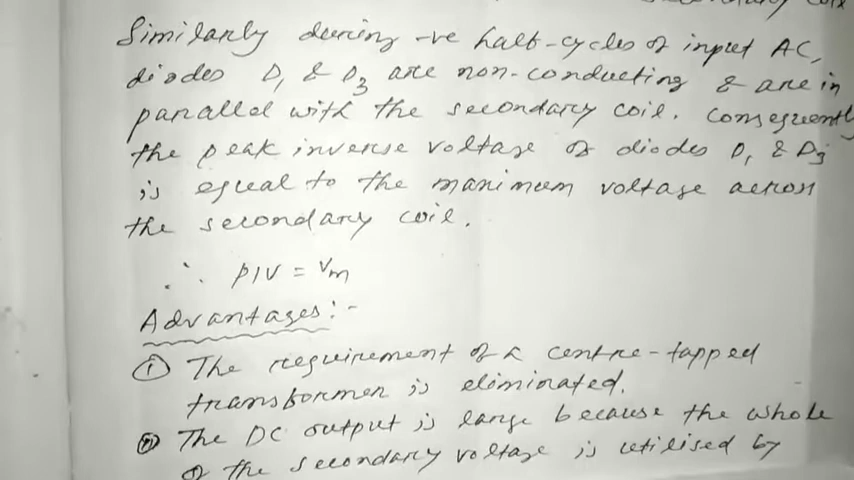 secondary coil
Similarly during -ve half-cycles of input AC,
diodes D1 & D3 are non-conducting & are in
parallel with the secondary coil. Consequently
the peak inverse voltage of diodes D1 & D3
is equal to the maximum voltage across
the secondary coil.
∴ PIV = Vm
Advantages:-
(i) The requirement of a centre-tapped
transformer is eliminated.
(ii) The DC output is large because the whole
of the secondary voltage is utilised by